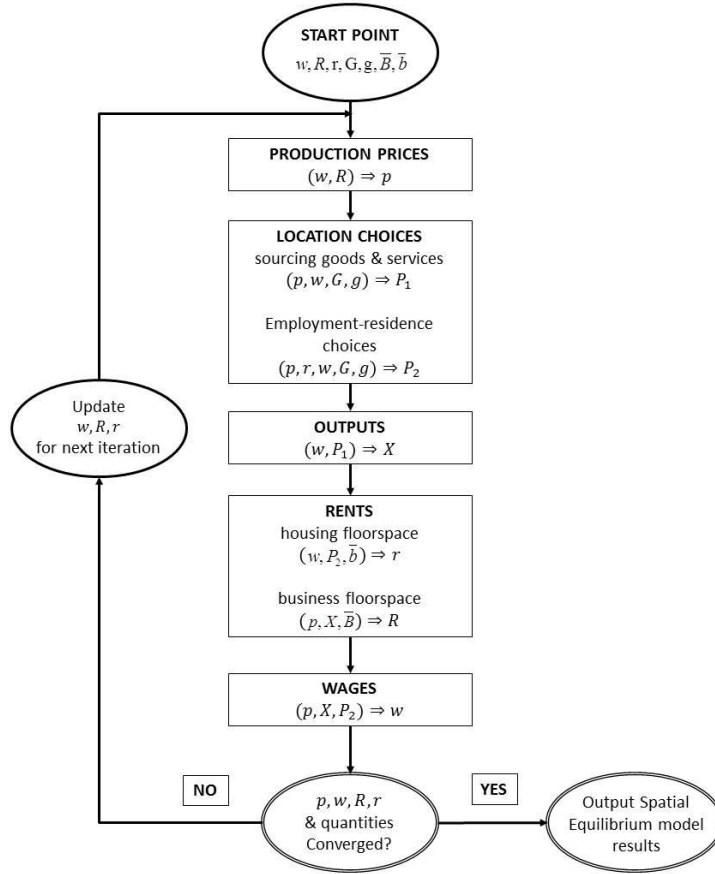 START POINT
w, R, r, G, g, B̅, b̅
PRODUCTION PRICES
(w, R) ⇒ p
LOCATION CHOICES
sourcing goods & services
(p, w, G, g) ⇒ P₁
Employment-residence
choices
(p, r, w, G, g) ⇒ P₂
OUTPUTS
(w, P₁) ⇒ X
RENTS
housing floorspace
(w, P₂, b̅) ⇒ r
business floorspace
(p, X, B̅) ⇒ R
WAGES
(p, X, P₂) ⇒ w
Update
w, R, r
for next iteration
NO
p, w, R, r
& quantities
Converged?
YES
Output Spatial
Equilibrium model
results